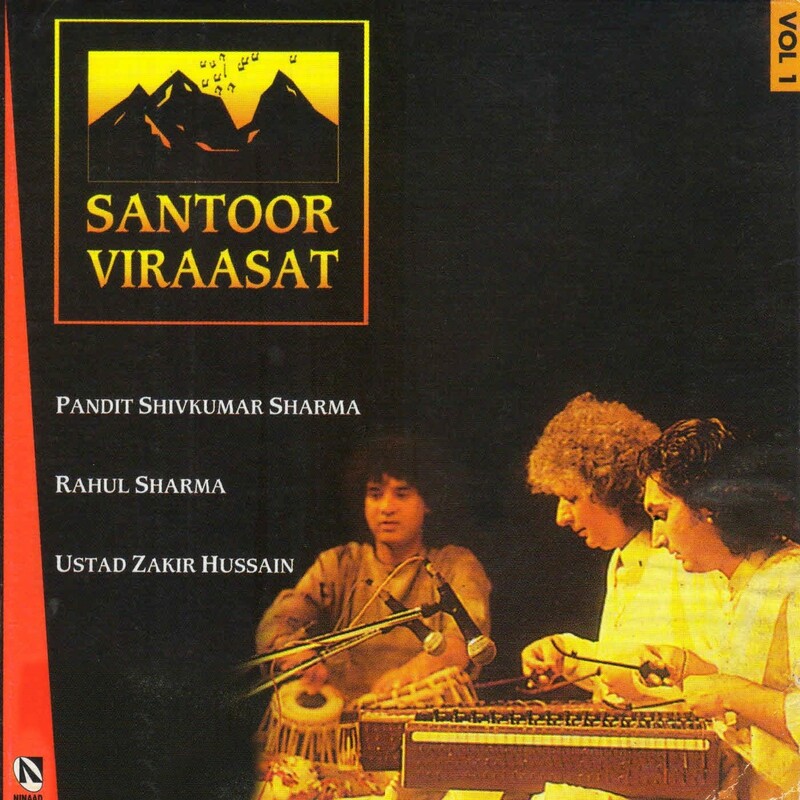 VOL 1
SANTOOR
VIRAASAT
PANDIT SHIVKUMAR SHARMA
RAHUL SHARMA
USTAD ZAKIR HUSSAIN
N
NINAAD